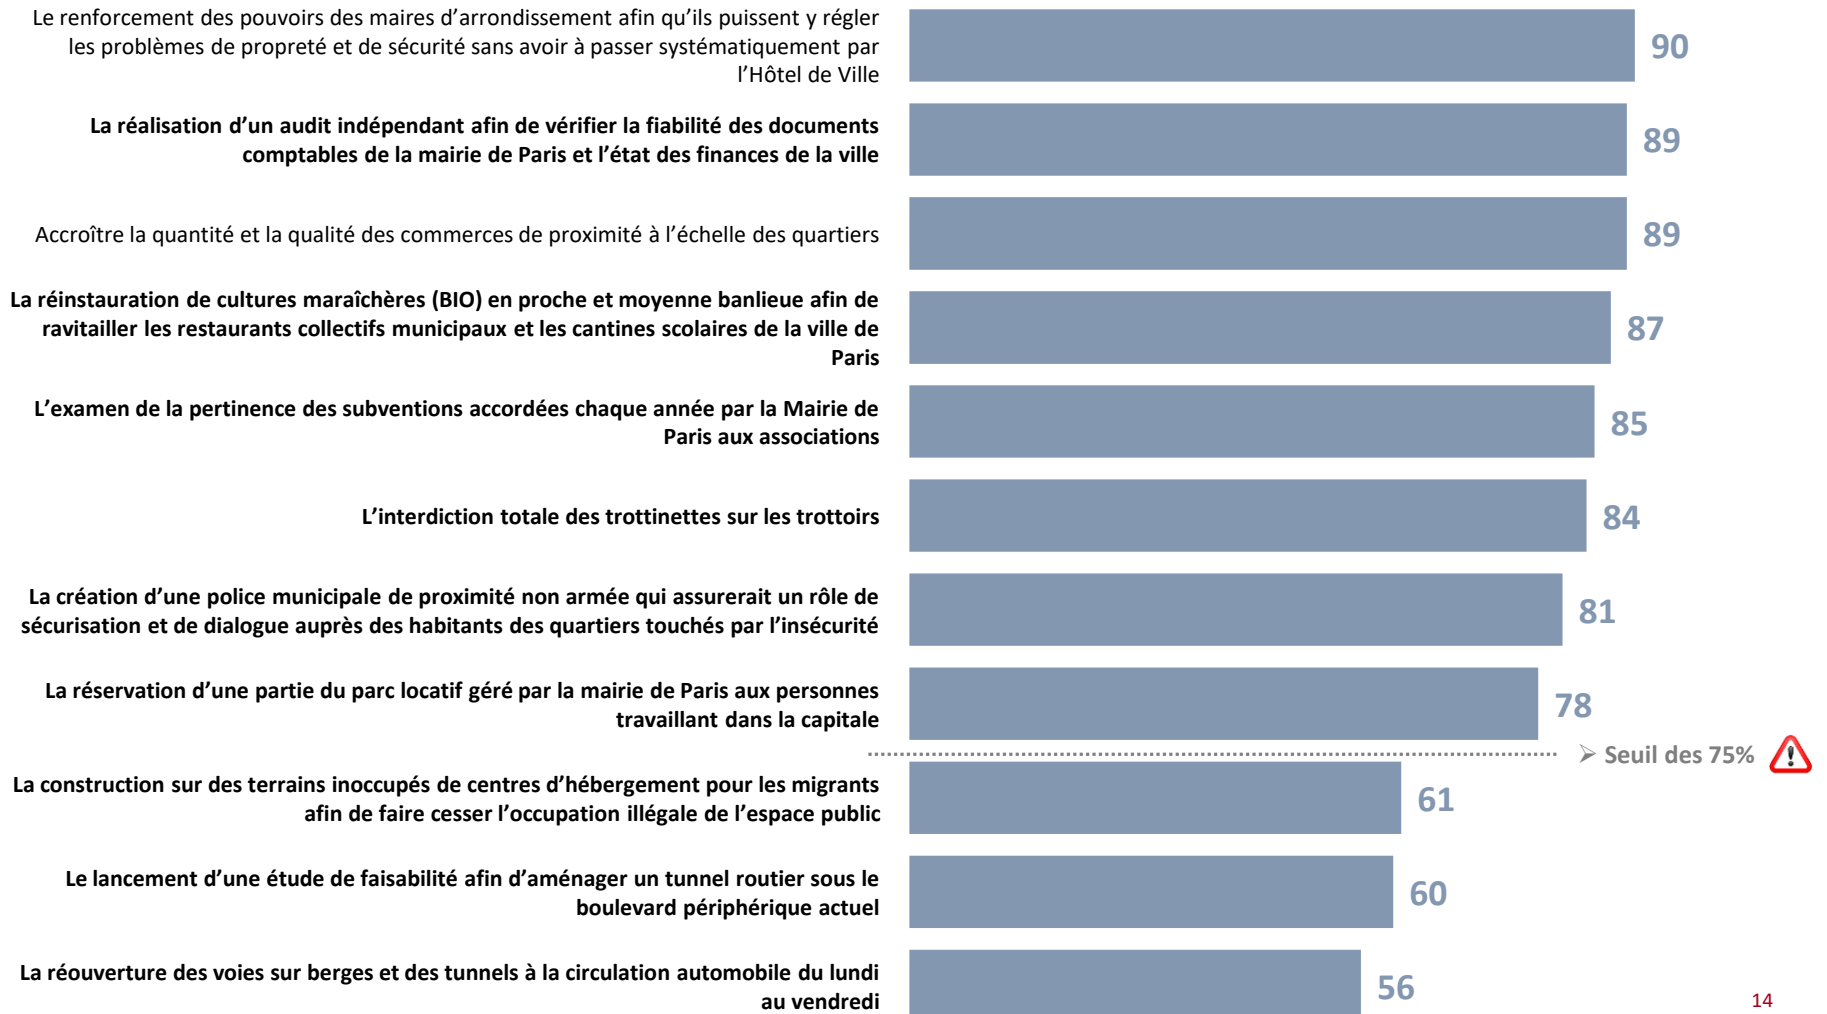 Le renforcement des pouvoirs des maires d’arrondissement afin qu’ils puissent y régler
les problèmes de propreté et de sécurité sans avoir à passer systématiquement par
l’Hôtel de Ville
90
La réalisation d’un audit indépendant afin de vérifier la fiabilité des documents
comptables de la mairie de Paris et l’état des finances de la ville
89
Accroître la quantité et la qualité des commerces de proximité à l’échelle des quartiers
89
La réinstauration de cultures maraîchères (BIO) en proche et moyenne banlieue afin de
ravitailler les restaurants collectifs municipaux et les cantines scolaires de la ville de
Paris
87
L’examen de la pertinence des subventions accordées chaque année par la Mairie de
Paris aux associations
85
L’interdiction totale des trottinettes sur les trottoirs
84
La création d’une police municipale de proximité non armée qui assurerait un rôle de
sécurisation et de dialogue auprès des habitants des quartiers touchés par l’insécurité
81
La réservation d’une partie du parc locatif géré par la mairie de Paris aux personnes
travaillant dans la capitale
78
➢ Seuil des 75%
La construction sur des terrains inoccupés de centres d’hébergement pour les migrants
afin de faire cesser l’occupation illégale de l’espace public
61
Le lancement d’une étude de faisabilité afin d’aménager un tunnel routier sous le
boulevard périphérique actuel
60
La réouverture des voies sur berges et des tunnels à la circulation automobile du lundi
au vendredi
56
14